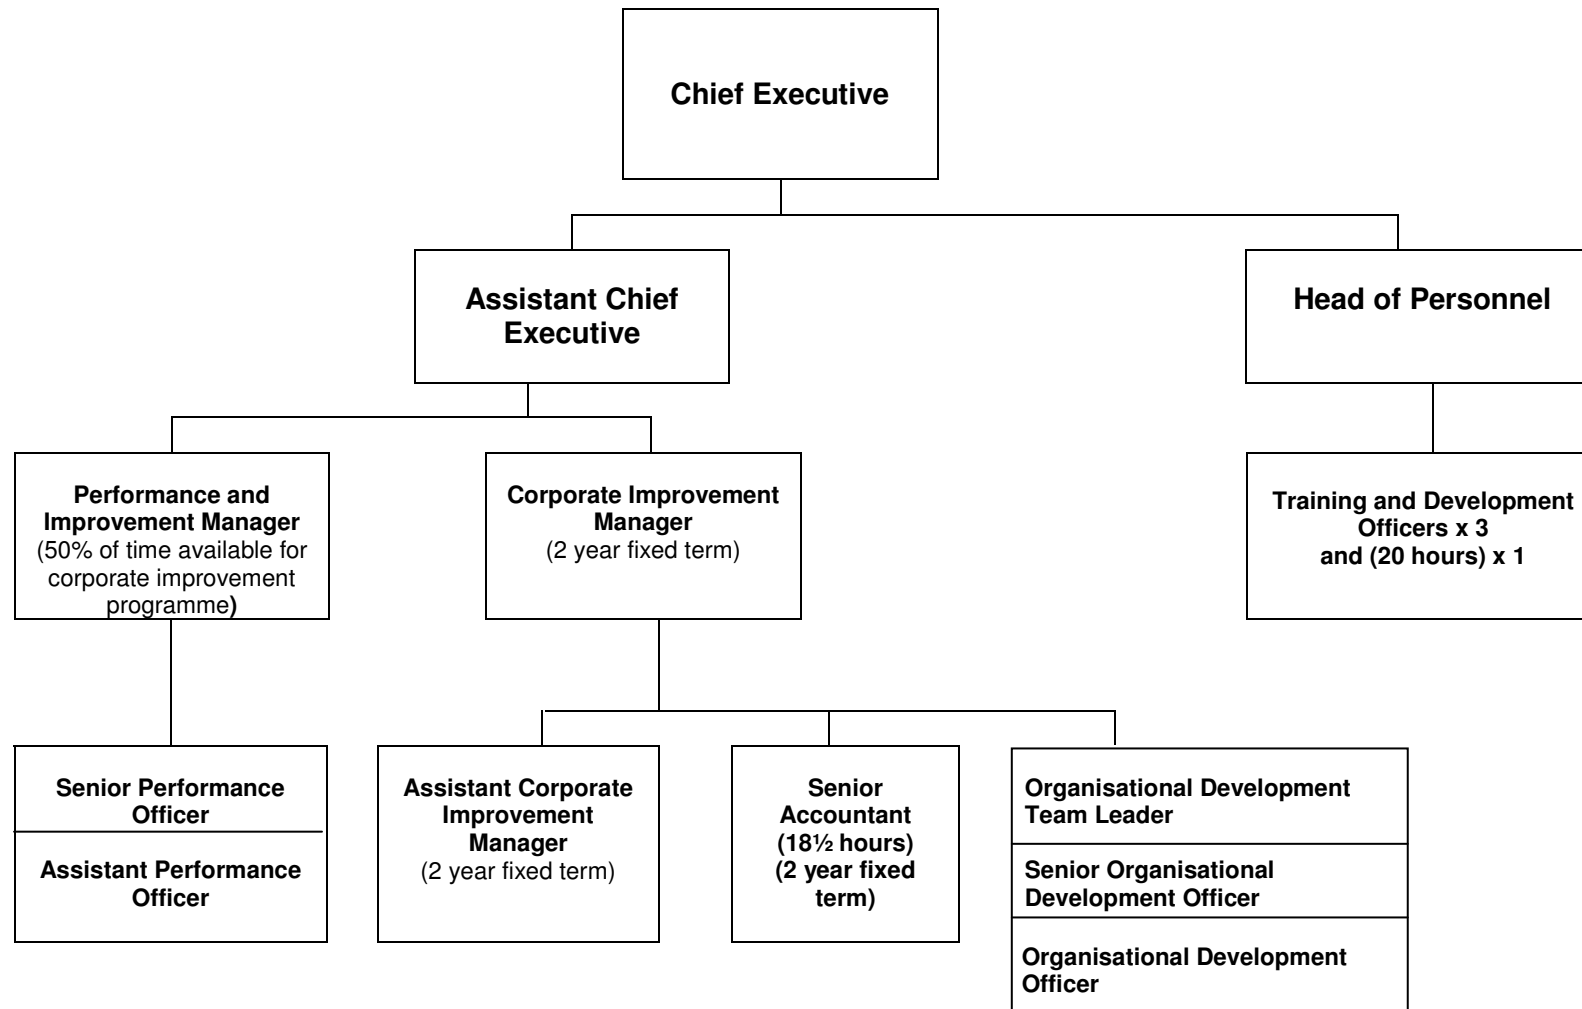 Chief Executive
Assistant Chief
Executive
Head of Personnel
Performance and
Improvement Manager
(50% of time available for
corporate improvement
programme)
Corporate Improvement
Manager
(2 year fixed term)
Training and Development
Officers x 3
and (20 hours) x 1
Senior Performance
Officer
Assistant Performance
Officer
Assistant Corporate
Improvement
Manager
(2 year fixed term)
Senior
Accountant
(18½ hours)
(2 year fixed
term)
Organisational Development
Team Leader
Senior Organisational
Development Officer
Organisational Development
Officer